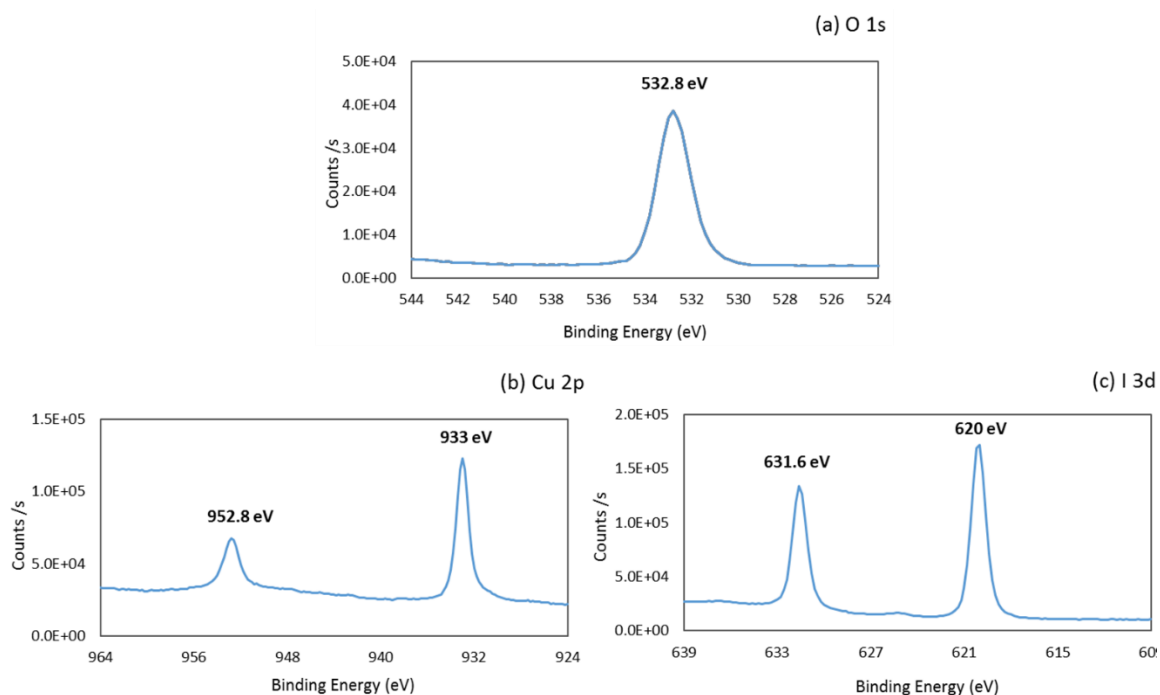 (a) O 1s
5.0E+04
532.8 eV
4.0E+04
3.0E+04
2.0E+04
1.0E+04
0.0E+00
Counts /s
544 542 540 538 536 534 532 530 528 526 524
Binding Energy (eV)
(b) Cu 2p
1.5E+05
933 eV
1.0E+05
952.8 eV
5.0E+04
0.0E+00
Counts /s
964 956 948 940 932 924
Binding Energy (eV)
(c) I 3d
2.0E+05
620 eV
631.6 eV
1.5E+05
1.0E+05
5.0E+04
0.0E+00
Counts /s
639 633 627 621 615 609
Binding Energy (eV)